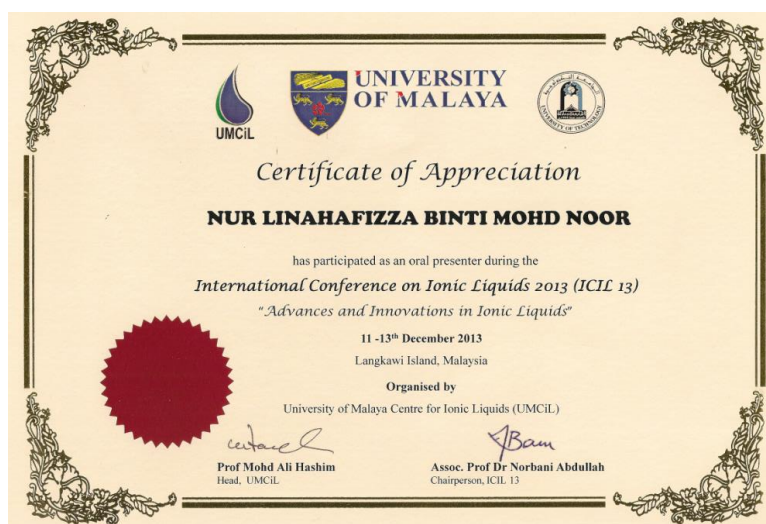 UMCiL
UNIVERSITY
OF MALAYA
UNIVERSITY OF TECHNOLOGY
Certificate of Appreciation
NUR LINAHAFIZZA BINTI MOHD NOOR
has participated as an oral presenter during the
International Conference on Ionic Liquids 2013 (ICIL 13)
"Advances and Innovations in Ionic Liquids"
11 -13th December 2013
Langkawi Island, Malaysia
Organised by
University of Malaya Centre for Ionic Liquids (UMCiL)
Prof Mohd Ali Hashim
Head, UMCiL
Assoc. Prof Dr Norbani Abdullah
Chairperson, ICIL 13